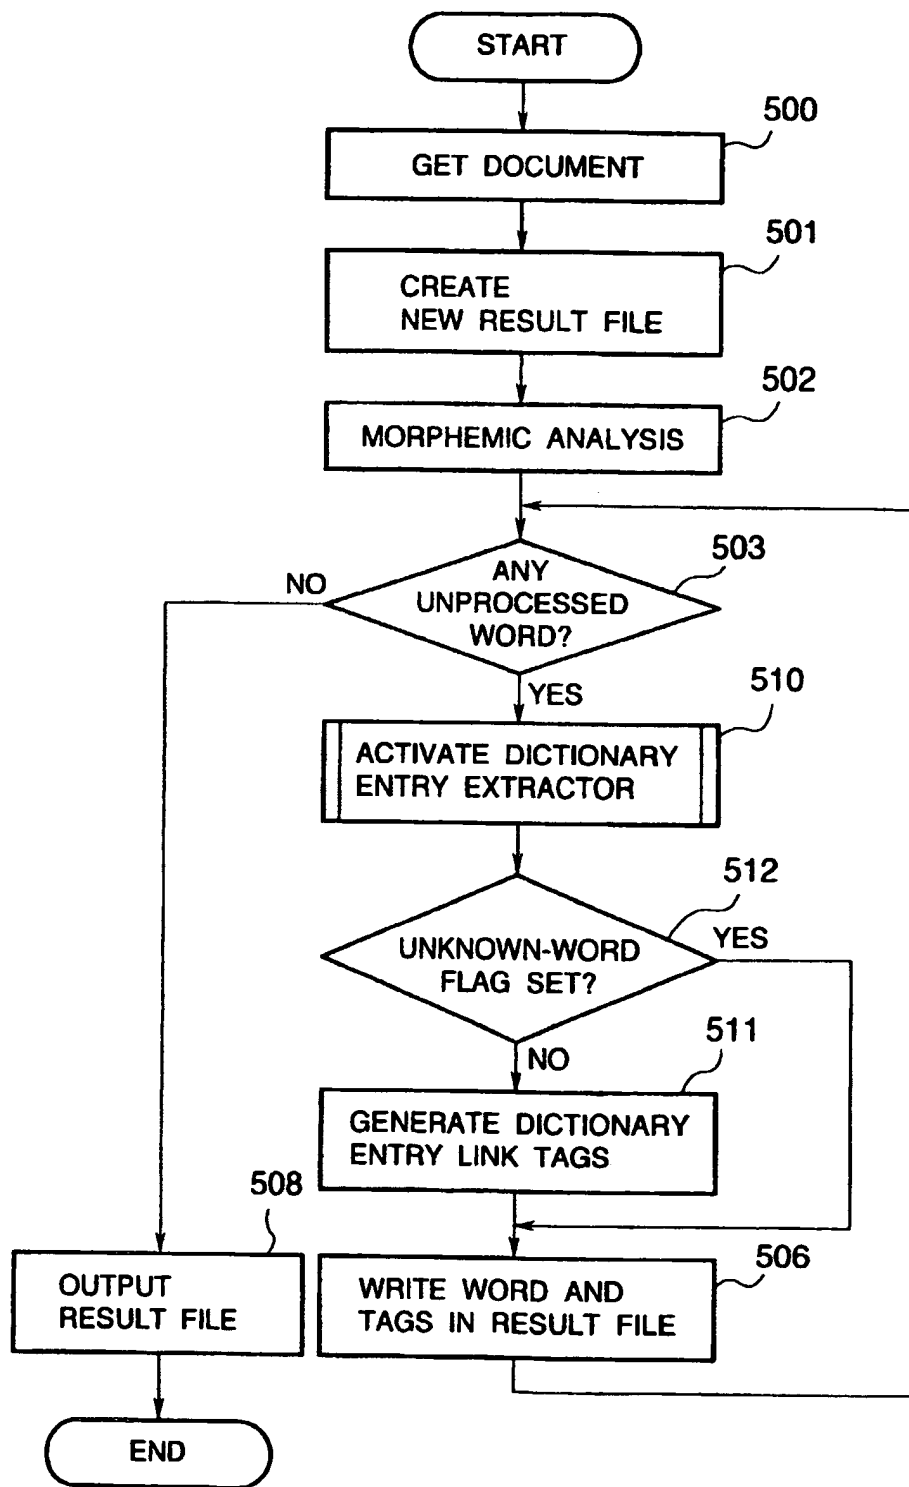 START
500
GET DOCUMENT
501
CREATE
NEW RESULT FILE
502
MORPHEMIC ANALYSIS
503
NO
ANY
UNPROCESSED
WORD?
YES
510
ACTIVATE DICTIONARY
ENTRY EXTRACTOR
512
YES
UNKNOWN-WORD
FLAG SET?
NO
511
GENERATE DICTIONARY
ENTRY LINK TAGS
508
OUTPUT
RESULT FILE
506
WRITE WORD AND
TAGS IN RESULT FILE
END